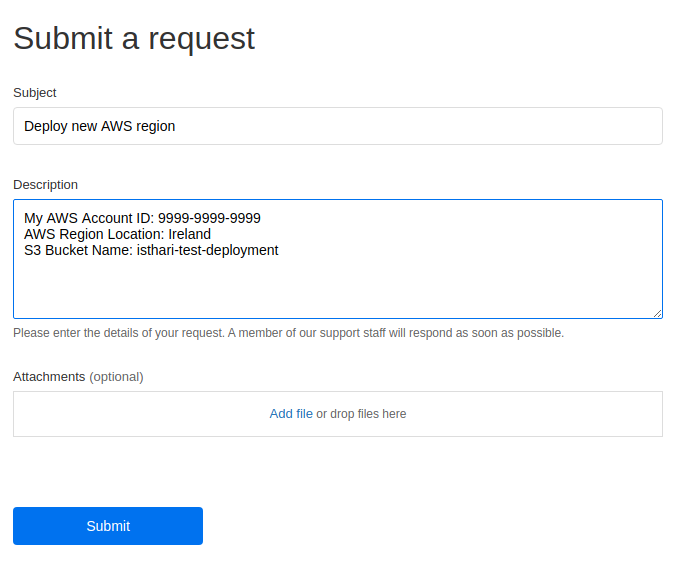 Submit a request
Subject
Deploy new AWS region
Description
My AWS Account ID: 9999-9999-9999
AWS Region Location: Ireland
S3 Bucket Name: isthari-test-deployment
Please enter the details of your request. A member of our support staff will respond as soon as possible.
Attachments (optional)
Add file or drop files here
Submit